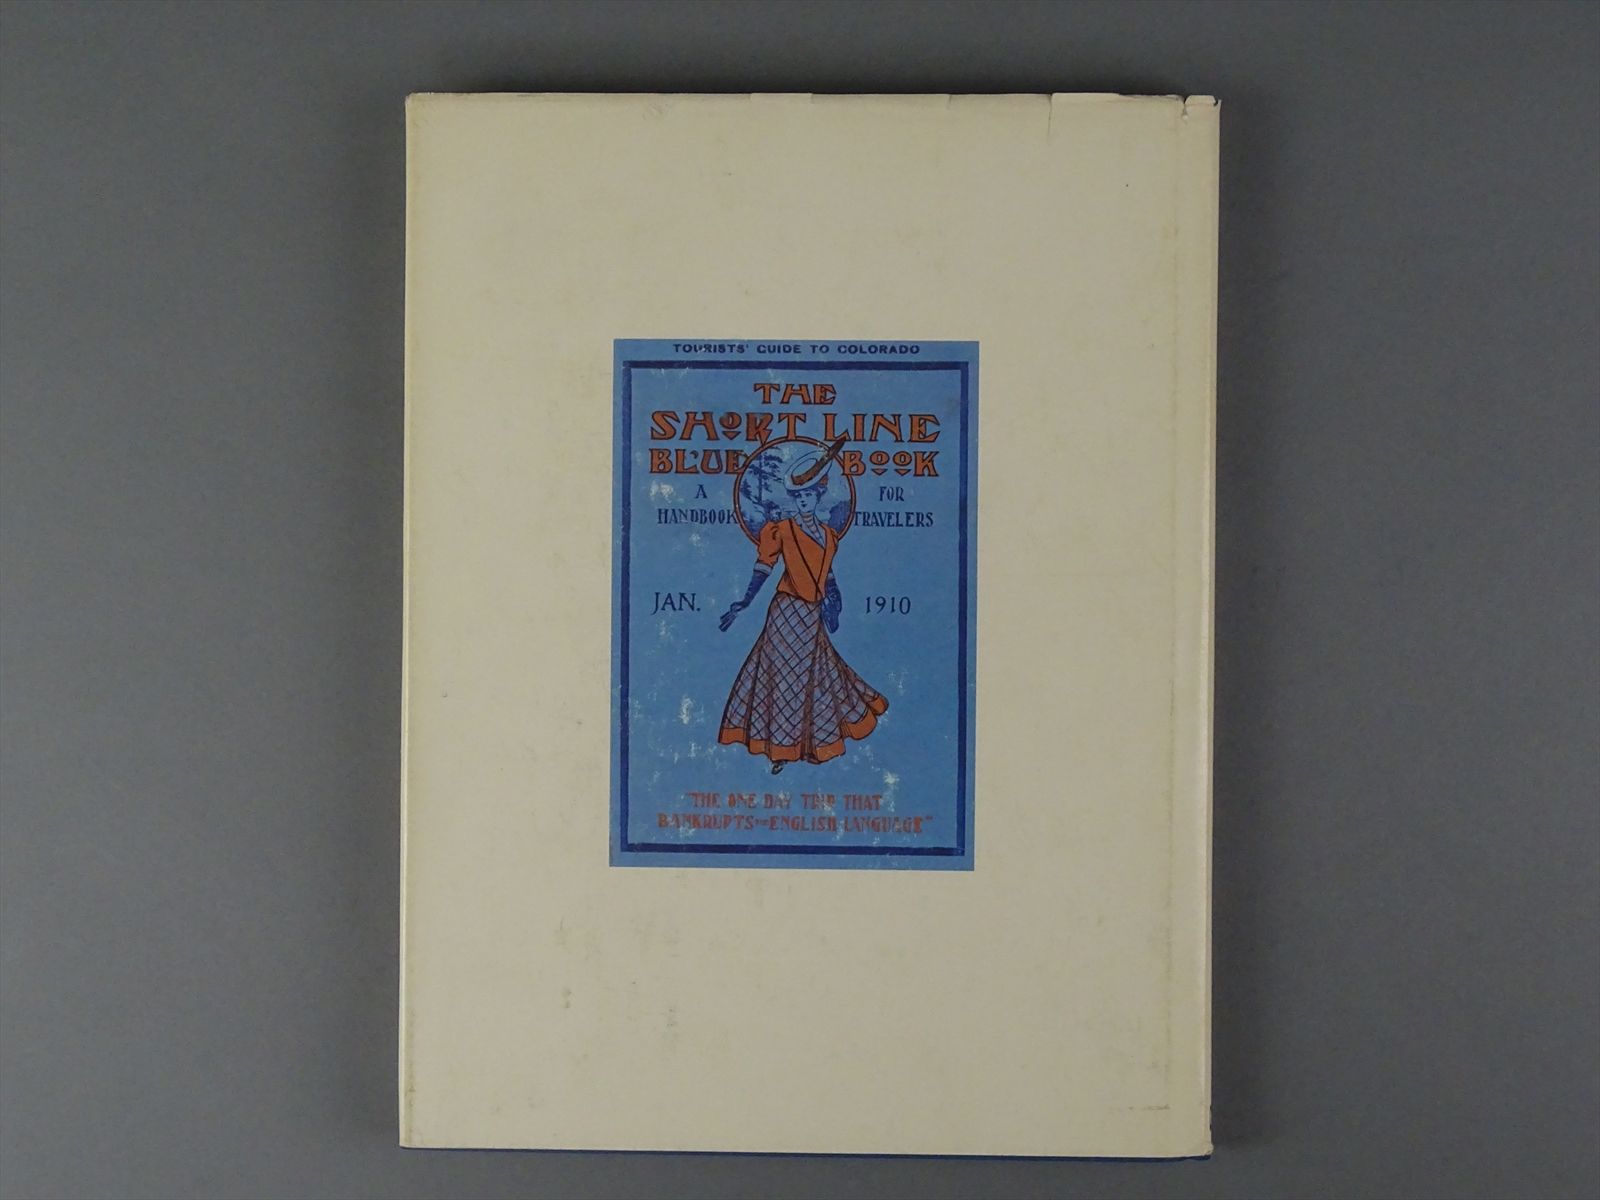 TOURISTS' GUIDE TO COLORADO
THE
SHORT LINE
BLUE BOOK
A HANDBOOK FOR TRAVELERS
JAN. 1910
"THE ONE DAY TRIP THAT
BANKRUPTS THE ENGLISH LANGUAGE"